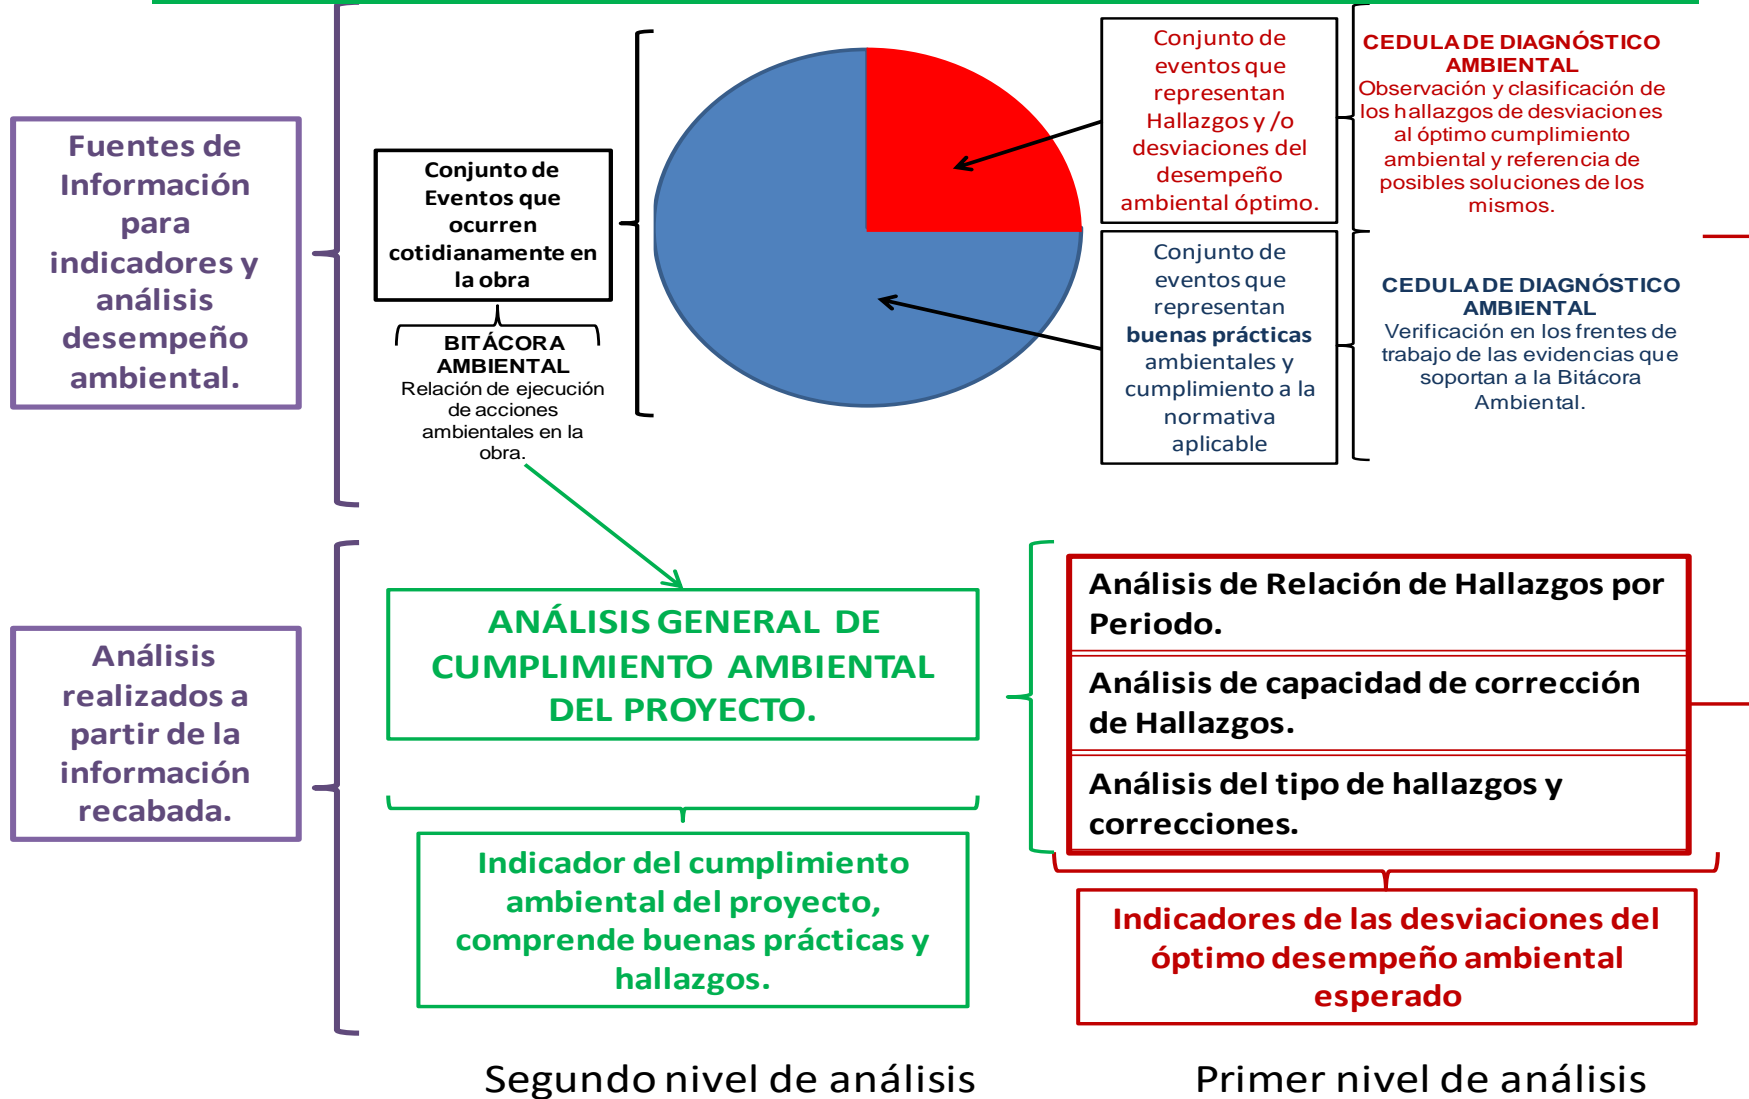 Fuentes de
Información
para
indicadores y
análisis
desempeño
ambiental.
Conjunto de
Eventos que
ocurren
cotidianamente en
la obra
BITÁCORA
AMBIENTAL
Relación de ejecución
de acciones
ambientales en la
obra.
Conjunto de
eventos que
representan
Hallazgos y /o
desviaciones del
desempeño
ambiental óptimo.
CEDULA DE DIAGNÓSTICO
AMBIENTAL
Observación y clasificación de
los hallazgos de desviaciones
al óptimo cumplimiento
ambiental y referencia de
posibles soluciones de los
mismos.
Conjunto de
eventos que
representan
buenas prácticas
ambientales y
cumplimiento a la
normativa
aplicable
CEDULA DE DIAGNÓSTICO
AMBIENTAL
Verificación en los frentes de
trabajo de las evidencias que
soportan a la Bitácora
Ambiental.
Análisis
realizados a
partir de la
información
recabada.
ANÁLISIS GENERAL DE
CUMPLIMIENTO AMBIENTAL
DEL PROYECTO.
Indicador del cumplimiento
ambiental del proyecto,
comprende buenas prácticas y
hallazgos.
Análisis de Relación de Hallazgos por
Periodo.
Análisis de capacidad de corrección
de Hallazgos.
Análisis del tipo de hallazgos y
correcciones.
Indicadores de las desviaciones del
óptimo desempeño ambiental
esperado
Segundo nivel de análisis
Primer nivel de análisis